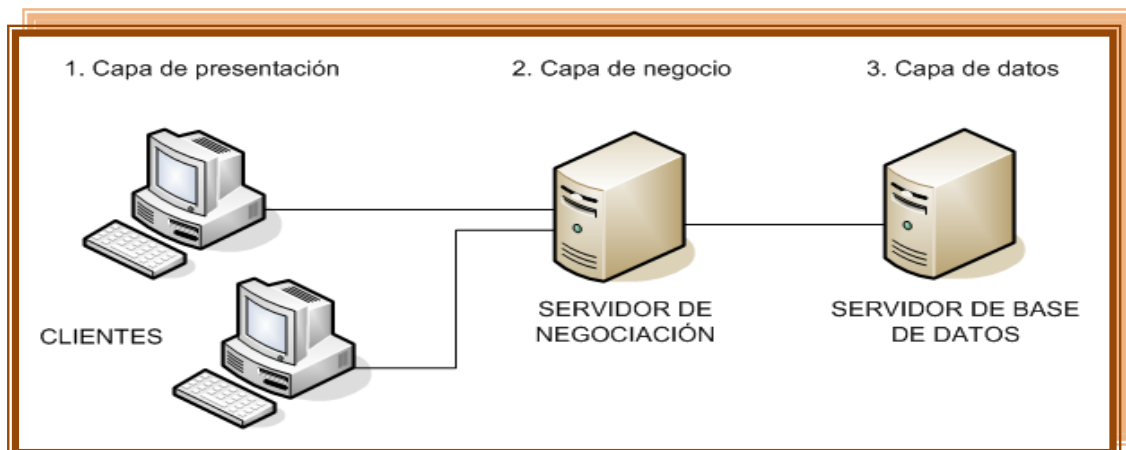 1. Capa de presentación
2. Capa de negocio
3. Capa de datos
CLIENTES
SERVIDOR DE
NEGOCIACIÓN
SERVIDOR DE BASE
DE DATOS